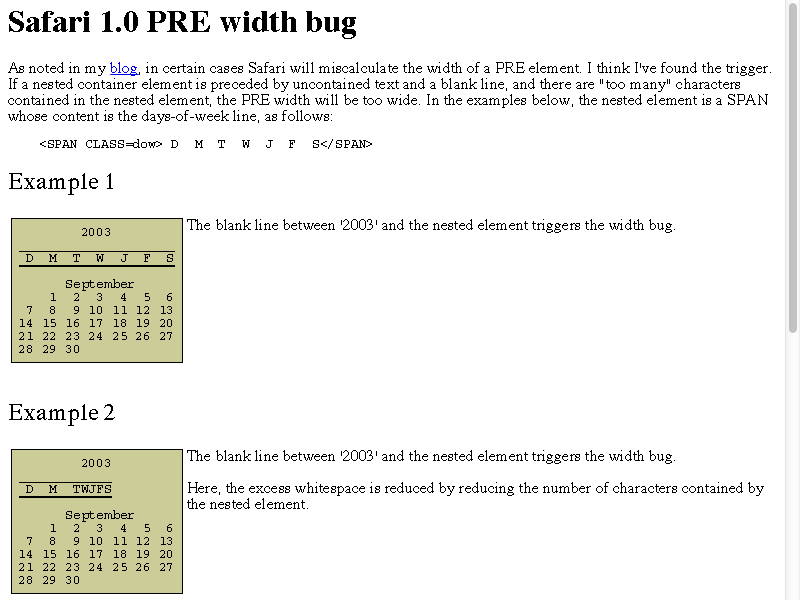 Safari 1.0 PRE width bug
As noted in my blog, in certain cases Safari will miscalculate the width of a PRE element. I think I've found the trigger.
If a nested container element is preceded by uncontained text and a blank line, and there are "too many" characters
contained in the nested element, the PRE width will be too wide. In the examples below, the nested element is a SPAN
whose content is the days-of-week line, as follows:
<SPAN CLASS=dow> D  M  T  W  J  F  S</SPAN>
Example 1
2003
D  M  T  W  J  F  S
September
1  2  3  4  5  6
7  8  9 10 11 12 13
14 15 16 17 18 19 20
21 22 23 24 25 26 27
28 29 30
The blank line between '2003' and the nested element triggers the width bug.
Example 2
2003
D  M  TWJFS
September
1  2  3  4  5  6
7  8  9 10 11 12 13
14 15 16 17 18 19 20
21 22 23 24 25 26 27
28 29 30
The blank line between '2003' and the nested element triggers the width bug.
Here, the excess whitespace is reduced by reducing the number of characters contained by
the nested element.